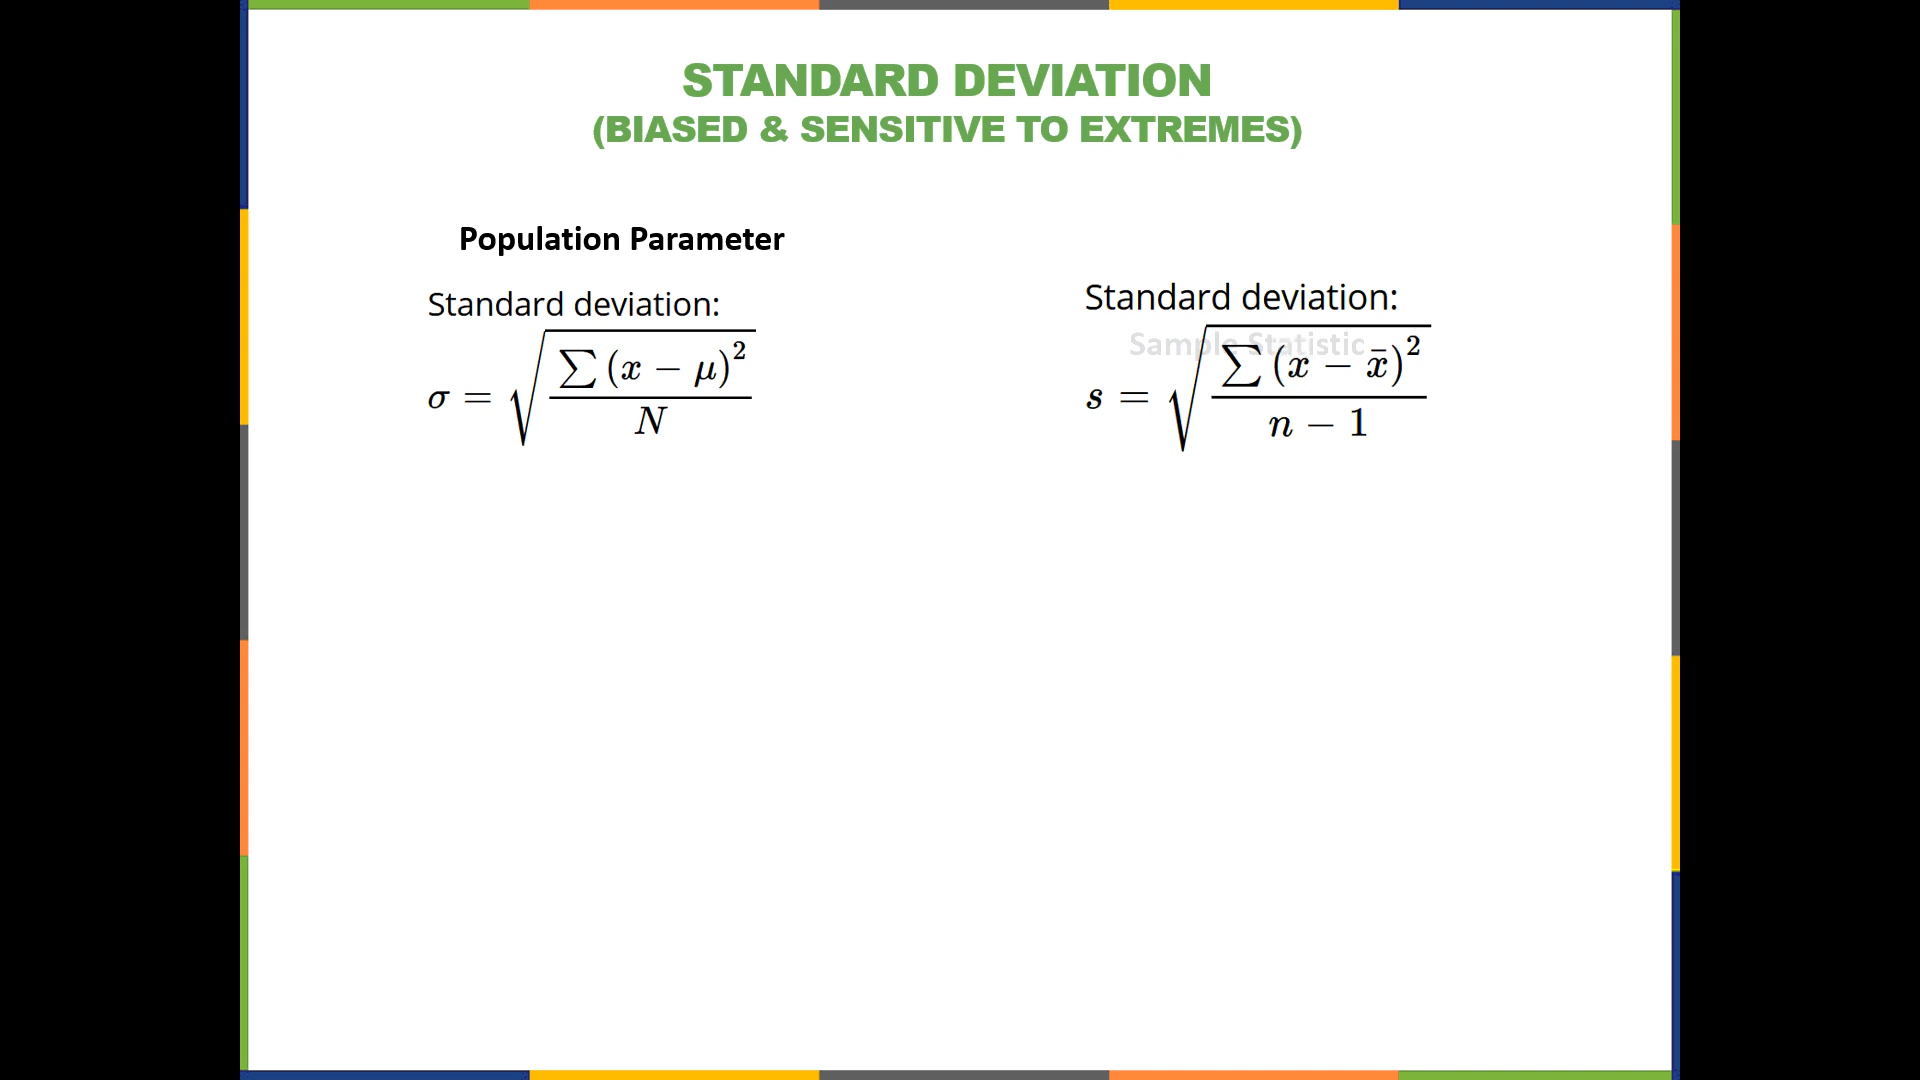 STANDARD DEVIATION
(BIASED & SENSITIVE TO EXTREMES)
Population Parameter
Standard deviation:
σ = √(∑(x − μ)² / N)
Sample Statistic
Standard deviation:
s = √(∑(x − x̄)² / n − 1)